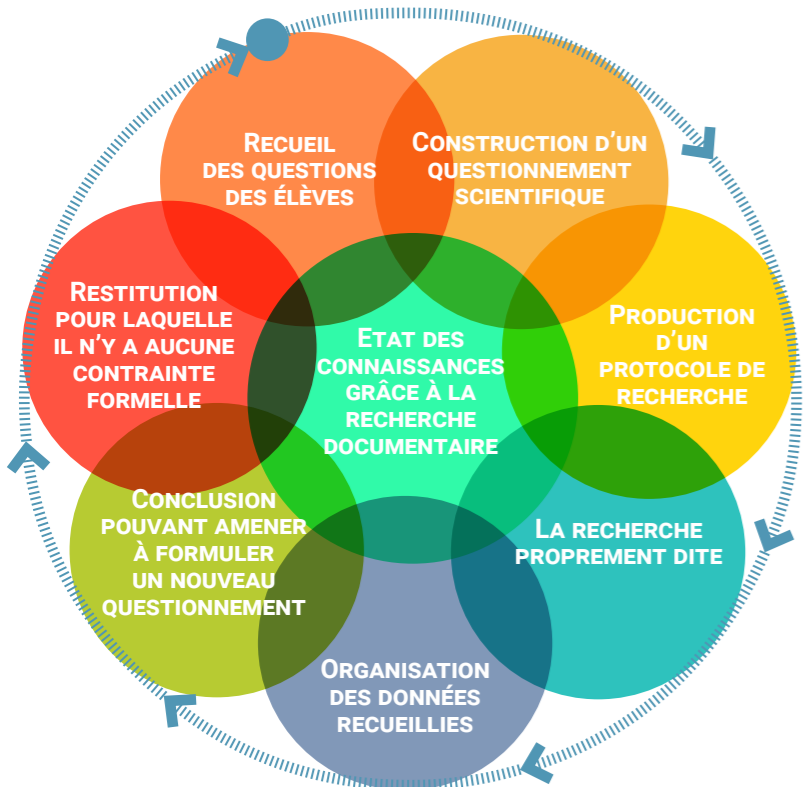 Recueil
des questions
des élèves
Construction d'un
questionnement
scientifique
Production
d'un
protocole de
recherche
La recherche
proprement dite
Organisation
des données
recueillies
Conclusion
pouvant amener
à formuler
un nouveau
questionnement
Restitution
pour laquelle
il n'y a aucune
contrainte
formelle
Etat des
connaissances
grâce à la
recherche
documentaire